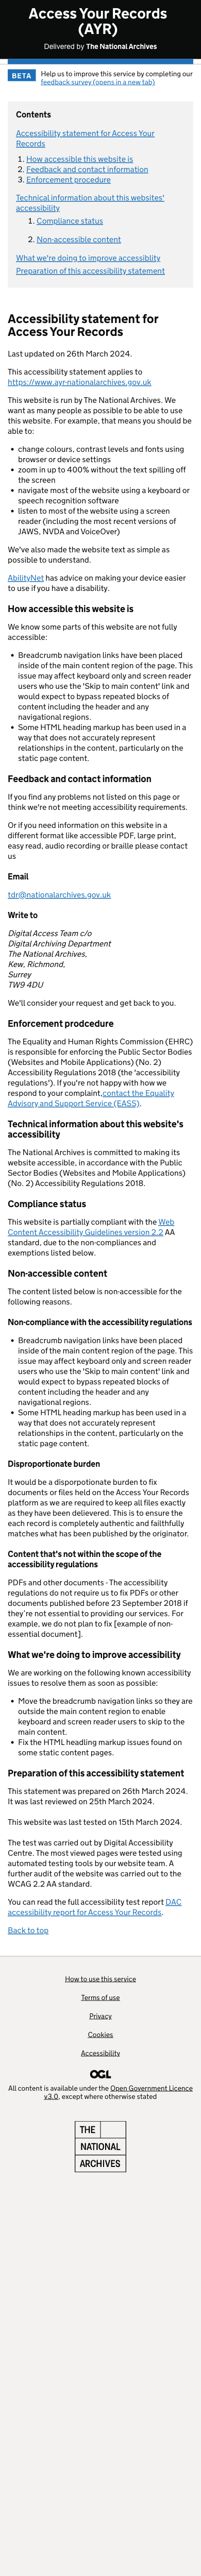 Access Your Records
(AYR)
Delivered by The National Archives
BETA
Help us to improve this service by completing our
feedback survey (opens in a new tab)
Contents
Accessibility statement for Access Your
Records
1. How accessible this website is
2. Feedback and contact information
3. Enforcement procedure
Technical information about this websites'
accessibility
1. Compliance status
2. Non-accessible content
What we're doing to improve accessiblity
Preparation of this accessibility statement
Accessibility statement for
Access Your Records
Last updated on 26th March 2024.
This accessibility statement applies to
https://www.ayr-nationalarchives.gov.uk
This website is run by The National Archives. We
want as many people as possible to be able to use
this website. For example, that means you should be
able to:
• change colours, contrast levels and fonts using
browser or device settings
• zoom in up to 400% without the text spilling off
the screen
• navigate most of the website using a keyboard or
speech recognition software
• listen to most of the website using a screen
reader (including the most recent versions of
JAWS, NVDA and VoiceOver)
We've also made the website text as simple as
possible to understand.
AbilityNet has advice on making your device easier
to use if you have a disability.
How accessible this website is
We know some parts of this website are not fully
accessible:
• Breadcrumb navigation links have been placed
inside of the main content region of the page. This
issue may affect keyboard only and screen reader
users who use the 'Skip to main content' link and
would expect to bypass repeated blocks of
content including the header and any
navigational regions.
• Some HTML heading markup has been used in a
way that does not accurately represent
relationships in the content, particularly on the
static page content.
Feedback and contact information
If you find any problems not listed on this page or
think we're not meeting accessibility requirements.
Or if you need information on this website in a
different format like accessible PDF, large print,
easy read, audio recording or braille please contact
us
Email
tdr@nationalarchives.gov.uk
Write to
Digital Access Team c/o
Digital Archiving Department
The National Archives,
Kew, Richmond,
Surrey
TW9 4DU
We'll consider your request and get back to you.
Enforcement prodcedure
The Equality and Human Rights Commission (EHRC)
is responsible for enforcing the Public Sector Bodies
(Websites and Mobile Applications) (No. 2)
Accessibility Regulations 2018 (the 'accessibility
regulations'). If you're not happy with how we
respond to your complaint,contact the Equality
Advisory and Support Service (EASS).
Technical information about this website's
accessibility
The National Archives is committed to making its
website accessible, in accordance with the Public
Sector Bodies (Websites and Mobile Applications)
(No. 2) Accessibility Regulations 2018.
Compliance status
This website is partially compliant with the Web
Content Accessibility Guidelines version 2.2 AA
standard, due to the non-compliances and
exemptions listed below.
Non-accessible content
The content listed below is non-accessible for the
following reasons.
Non-compliance with the accessibility regulations
• Breadcrumb navigation links have been placed
inside of the main content region of the page. This
issue may affect keyboard only and screen reader
users who use the 'Skip to main content' link and
would expect to bypass repeated blocks of
content including the header and any
navigational regions.
• Some HTML heading markup has been used in a
way that does not accurately represent
relationships in the content, particularly on the
static page content.
Disproportionate burden
It would be a disporpotionate burden to fix
documents or files held on the Access Your Records
platform as we are required to keep all files exactly
as they have been delievered. This is to ensure the
each record is completely authentic and faithfully
matches what has been published by the originator.
Content that's not within the scope of the
accessibility regulations
PDFs and other documents - The accessibility
regulations do not require us to fix PDFs or other
documents published before 23 September 2018 if
they're not essential to providing our services. For
example, we do not plan to fix [example of non-
essential document].
What we're doing to improve accessibility
We are working on the following known accessibility
issues to resolve them as soon as possible:
• Move the breadcrumb navigation links so they are
outside the main content region to enable
keyboard and screen reader users to skip to the
main content.
• Fix the HTML headling markup issues found on
some static content pages.
Preparation of this accessibility statement
This statement was prepared on 26th March 2024.
It was last reviewed on 25th March 2024.
This website was last tested on 15th March 2024.
The test was carried out by Digital Accessibility
Centre. The most viewed pages were tested using
automated testing tools by our website team. A
further audit of the website was carried out to the
WCAG 2.2 AA standard.
You can read the full accessibility test report DAC
accessibility report for Access Your Records.
Back to top
How to use this service
Terms of use
Privacy
Cookies
Accessibility
OGL
All content is available under the Open Government Licence
v3.0, except where otherwise stated
THE
NATIONAL
ARCHIVES